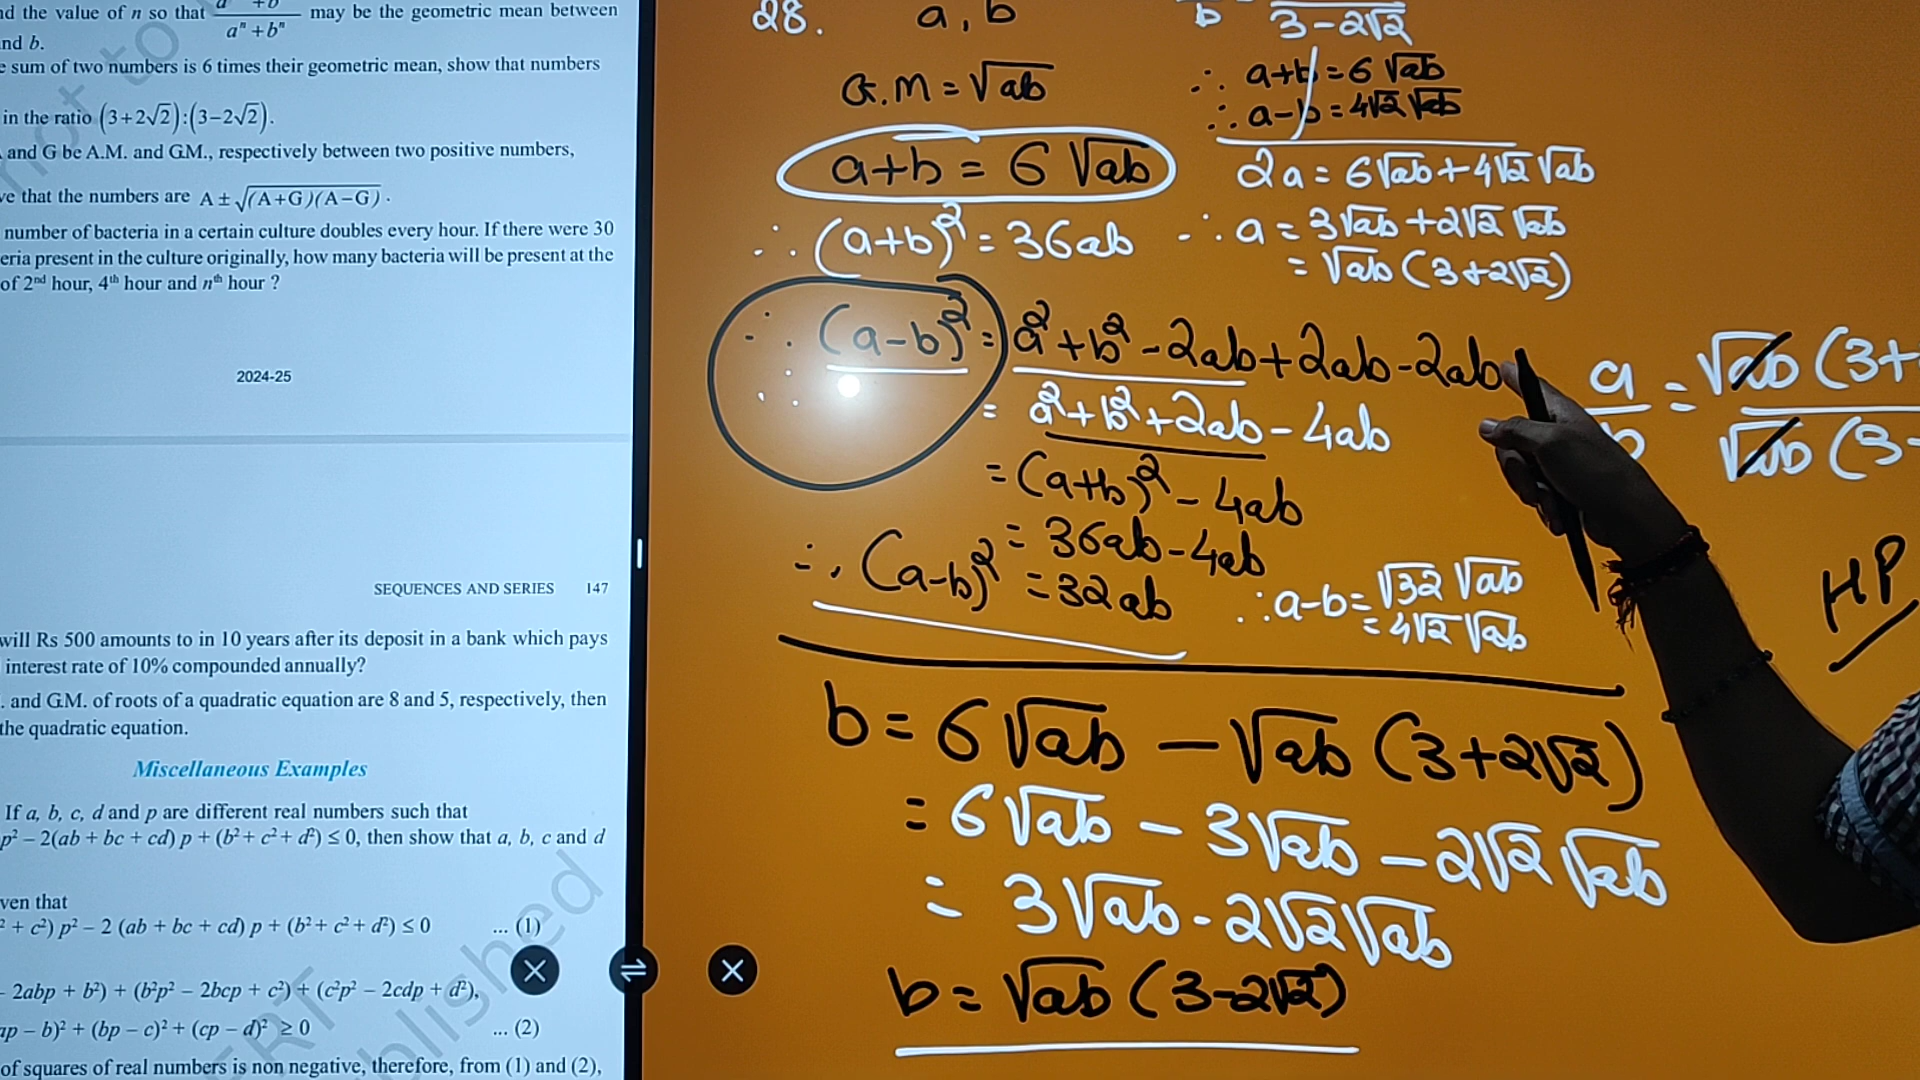 nd the value of n so that a +b / aⁿ + bⁿ may be the geometric mean between
nd b.
e sum of two numbers is 6 times their geometric mean, show that numbers
in the ratio (3+2√2):(3−2√2).
and G be A.M. and G.M., respectively between two positive numbers,
ve that the numbers are A ± √(A+G)(A−G) .
number of bacteria in a certain culture doubles every hour. If there were 30
eria present in the culture originally, how many bacteria will be present at the
of 2nd hour, 4th hour and nth hour ?
2024-25
SEQUENCES AND SERIES 147
will Rs 500 amounts to in 10 years after its deposit in a bank which pays
interest rate of 10% compounded annually?
. and G.M. of roots of a quadratic equation are 8 and 5, respectively, then
the quadratic equation.
Miscellaneous Examples
If a, b, c, d and p are different real numbers such that
p² – 2(ab + bc + cd) p + (b² + c² + d²) ≤ 0, then show that a, b, c and d
ven that
² + c²) p² – 2 (ab + bc + cd) p + (b² + c² + d²) ≤ 0 ... (1)
- 2abp + b²) + (b²p² – 2bcp + c²) + (c²p² – 2cdp + d²),
ap – b)² + (bp – c)² + (cp – d)² ≥ 0 ... (2)
of squares of real numbers is non negative, therefore, from (1) and (2),
not to
ERT
blished
28. a, b
G.M = √ab
a+b = 6 √ab
∴ (a+b)² = 36ab
∴ (a-b)² = a²+b²-2ab+2ab-2ab
= a²+b²+2ab-4ab
= (a+b)² - 4ab
= 36ab-4ab
∴ (a-b)² = 32ab
∴ a-b = √32 √ab
= 4√2 √ab
b 3-2√2
∴ a+b = 6 √ab
∴ a-b = 4√2 √ab
2a = 6√ab+4√2 √ab
∴ a = 3√ab+2√2 √ab
= √ab (3+2√2)
a/b = √ab (3+ / √ab (3-
HP
b = 6√ab - √ab (3+2√2)
= 6√ab - 3√ab - 2√2 √ab
= 3√ab - 2√2√ab
b = √ab (3-2√2)